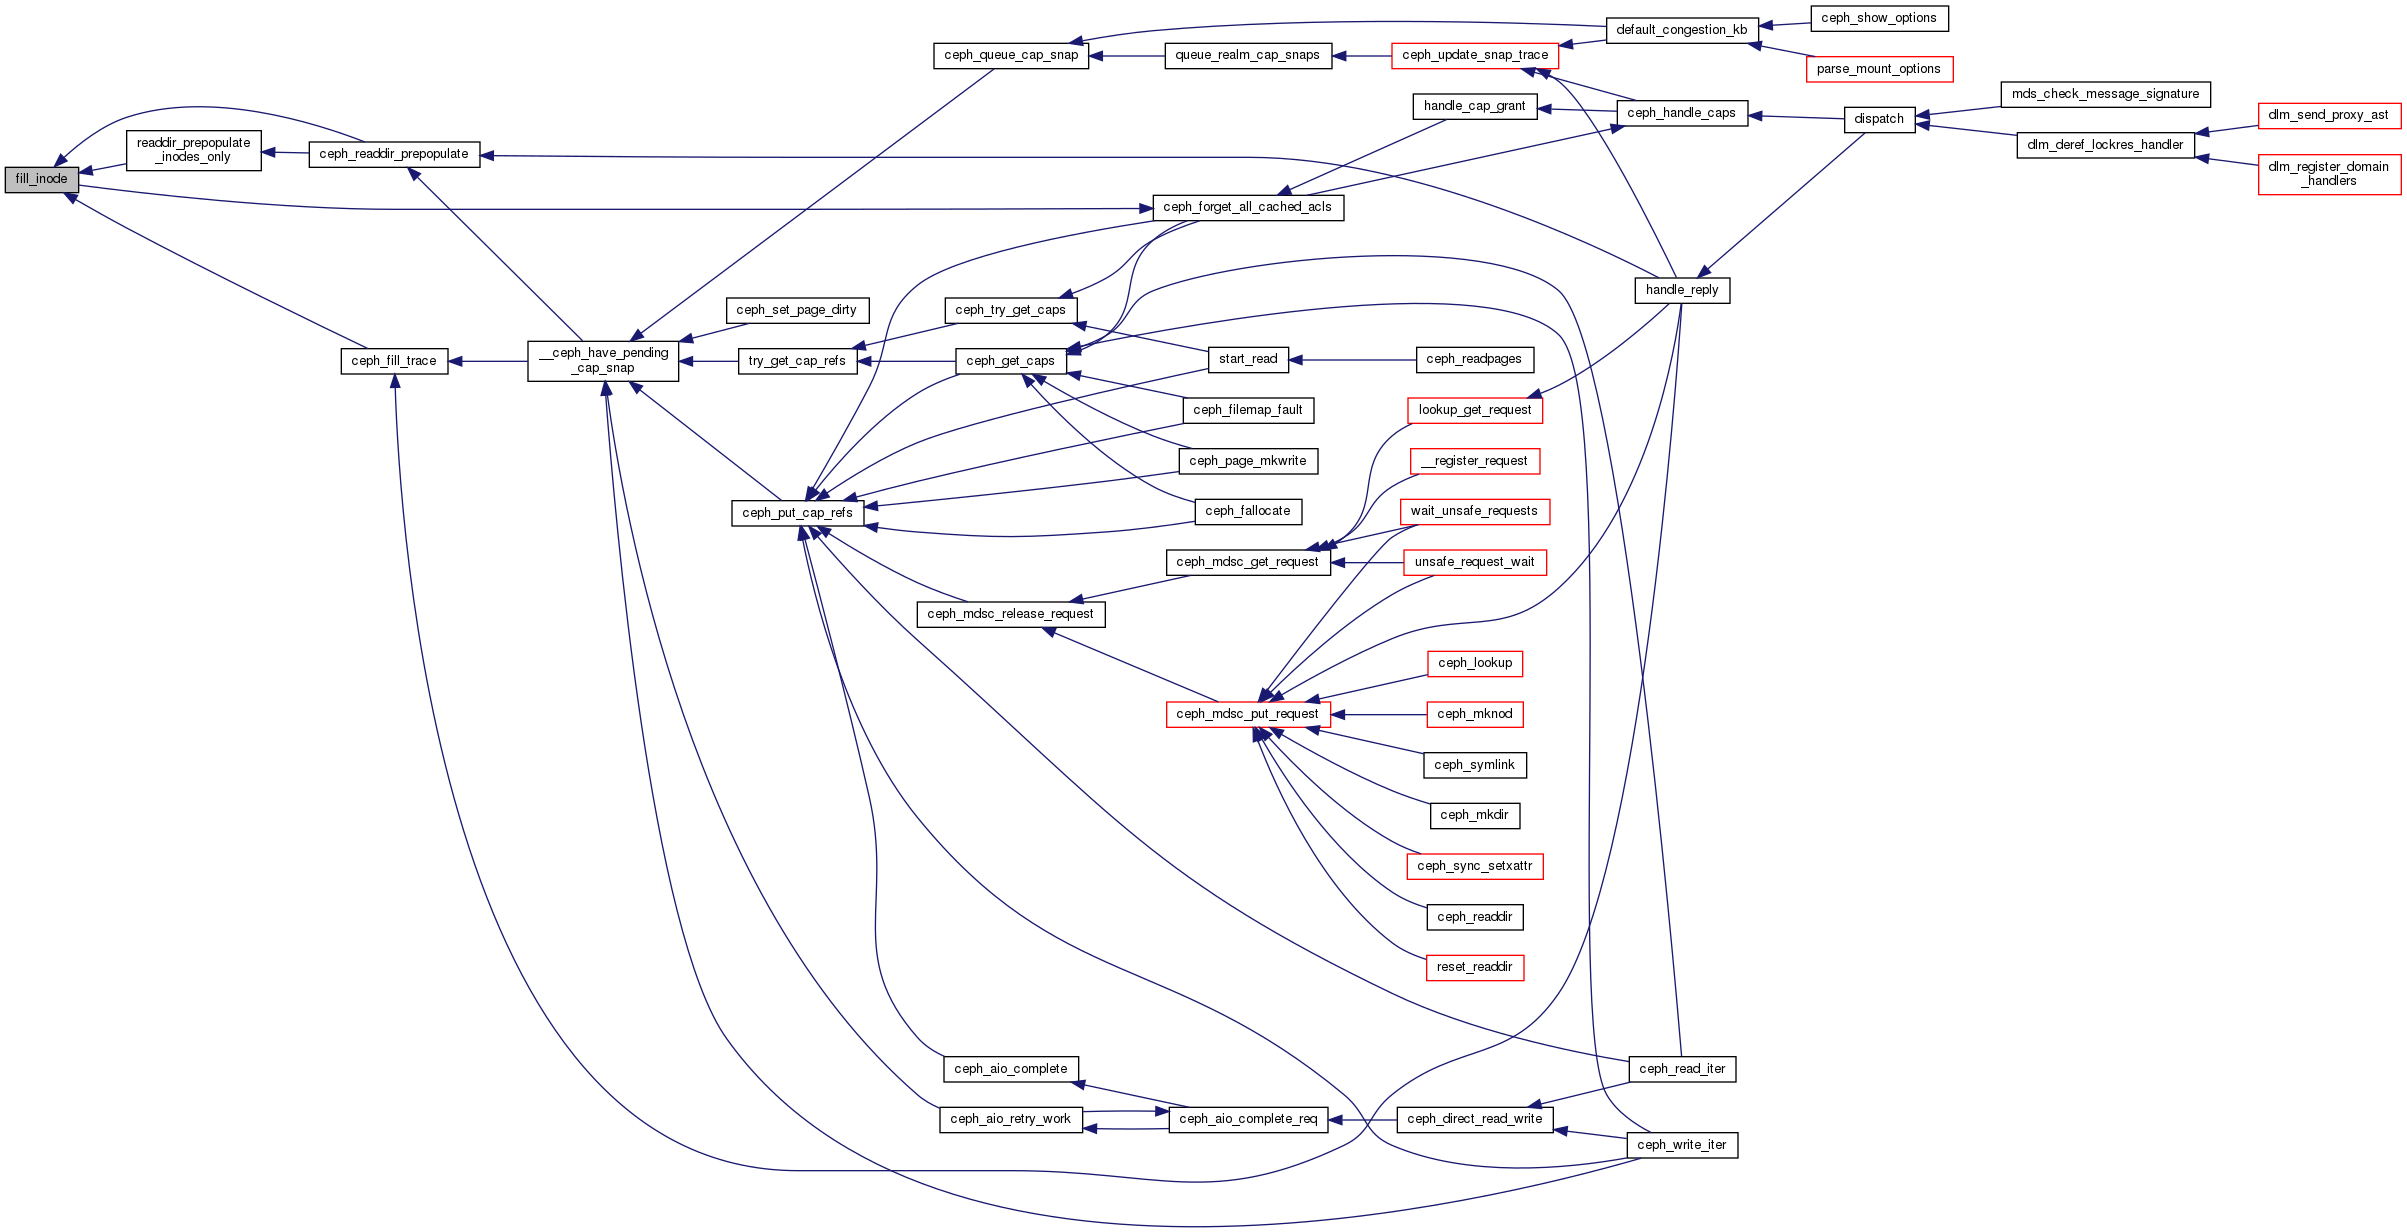 fill_inode
readdir_prepopulate
_inodes_only
ceph_readdir_prepopulate
ceph_fill_trace
__ceph_have_pending
_cap_snap
ceph_queue_cap_snap
queue_realm_cap_snaps
ceph_update_snap_trace
default_congestion_kb
ceph_show_options
parse_mount_options
handle_cap_grant
ceph_handle_caps
dispatch
mds_check_message_signature
dlm_deref_lockres_handler
dlm_send_proxy_ast
dlm_register_domain
_handlers
ceph_forget_all_cached_acls
handle_reply
ceph_set_page_dirty
try_get_cap_refs
ceph_try_get_caps
ceph_get_caps
start_read
ceph_readpages
ceph_filemap_fault
ceph_page_mkwrite
ceph_fallocate
ceph_put_cap_refs
lookup_get_request
__register_request
wait_unsafe_requests
unsafe_request_wait
ceph_mdsc_get_request
ceph_mdsc_release_request
ceph_mdsc_put_request
ceph_lookup
ceph_mknod
ceph_symlink
ceph_mkdir
ceph_sync_setxattr
ceph_readdir
reset_readdir
ceph_aio_complete
ceph_aio_retry_work
ceph_aio_complete_req
ceph_direct_read_write
ceph_read_iter
ceph_write_iter